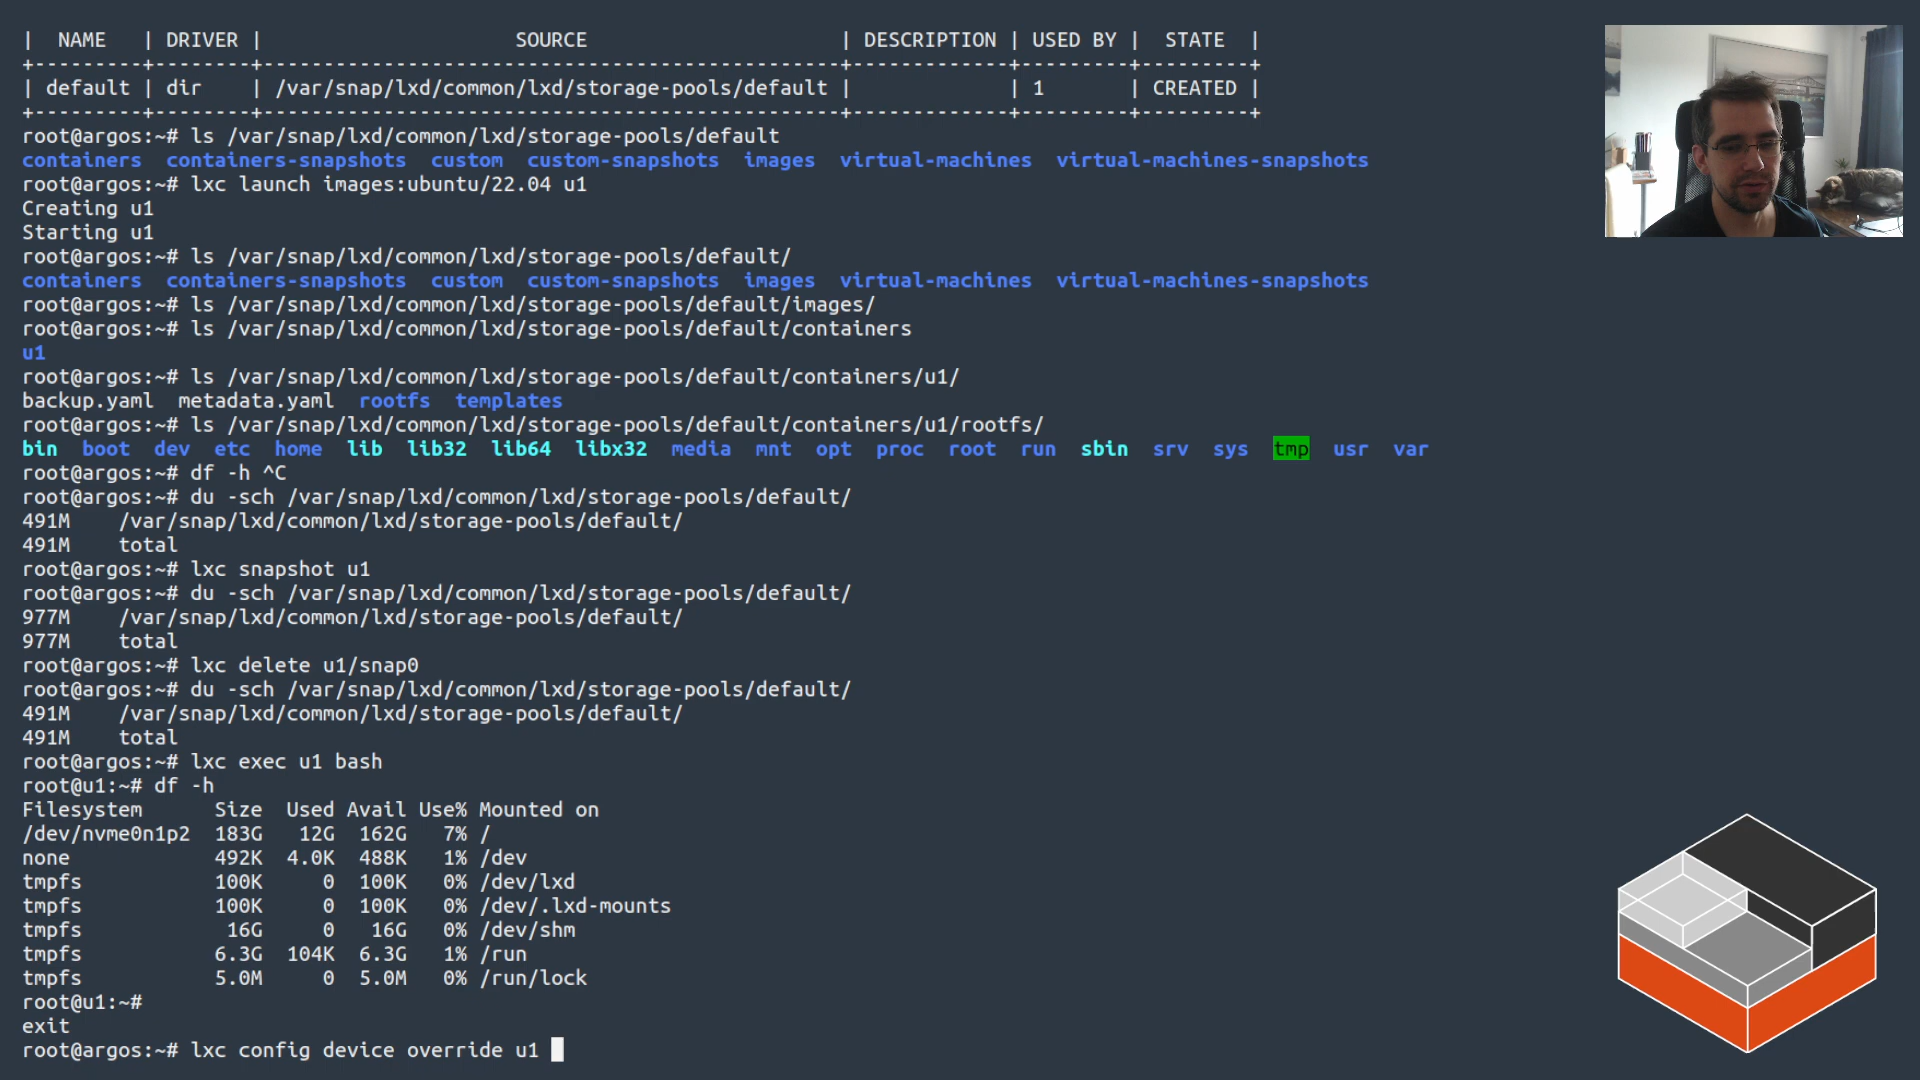 |  NAME   | DRIVER |                     SOURCE                     | DESCRIPTION | USED BY |  STATE  |
+---------+--------+------------------------------------------------+-------------+---------+---------+
| default | dir    | /var/snap/lxd/common/lxd/storage-pools/default |             | 1       | CREATED |
+---------+--------+------------------------------------------------+-------------+---------+---------+
root@argos:~# ls /var/snap/lxd/common/lxd/storage-pools/default
containers  containers-snapshots  custom  custom-snapshots  images  virtual-machines  virtual-machines-snapshots
root@argos:~# lxc launch images:ubuntu/22.04 u1
Creating u1
Starting u1
root@argos:~# ls /var/snap/lxd/common/lxd/storage-pools/default/
containers  containers-snapshots  custom  custom-snapshots  images  virtual-machines  virtual-machines-snapshots
root@argos:~# ls /var/snap/lxd/common/lxd/storage-pools/default/images/
root@argos:~# ls /var/snap/lxd/common/lxd/storage-pools/default/containers
u1
root@argos:~# ls /var/snap/lxd/common/lxd/storage-pools/default/containers/u1/
backup.yaml  metadata.yaml  rootfs  templates
root@argos:~# ls /var/snap/lxd/common/lxd/storage-pools/default/containers/u1/rootfs/
bin  boot  dev  etc  home  lib  lib32  lib64  libx32  media  mnt  opt  proc  root  run  sbin  srv  sys  tmp  usr  var
root@argos:~# df -h ^C
root@argos:~# du -sch /var/snap/lxd/common/lxd/storage-pools/default/
491M    /var/snap/lxd/common/lxd/storage-pools/default/
491M    total
root@argos:~# lxc snapshot u1
root@argos:~# du -sch /var/snap/lxd/common/lxd/storage-pools/default/
977M    /var/snap/lxd/common/lxd/storage-pools/default/
977M    total
root@argos:~# lxc delete u1/snap0
root@argos:~# du -sch /var/snap/lxd/common/lxd/storage-pools/default/
491M    /var/snap/lxd/common/lxd/storage-pools/default/
491M    total
root@argos:~# lxc exec u1 bash
root@u1:~# df -h
Filesystem      Size  Used Avail Use% Mounted on
/dev/nvme0n1p2  183G   12G  162G   7% /
none            492K  4.0K  488K   1% /dev
tmpfs           100K     0  100K   0% /dev/lxd
tmpfs           100K     0  100K   0% /dev/.lxd-mounts
tmpfs            16G     0   16G   0% /dev/shm
tmpfs           6.3G  104K  6.3G   1% /run
tmpfs           5.0M     0  5.0M   0% /run/lock
root@u1:~#
exit
root@argos:~# lxc config device override u1